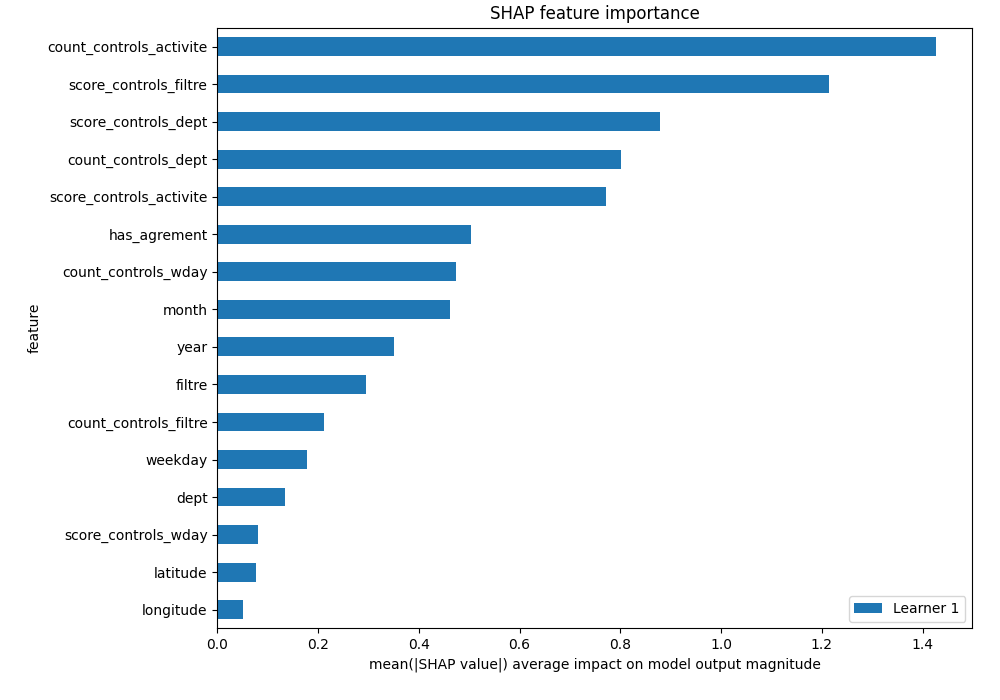 SHAP feature importance
count_controls_activite
score_controls_filtre
score_controls_dept
count_controls_dept
score_controls_activite
has_agrement
count_controls_wday
month
year
filtre
count_controls_filtre
weekday
dept
score_controls_wday
latitude
longitude
feature
Learner 1
0.0 0.2 0.4 0.6 0.8 1.0 1.2 1.4
mean(|SHAP value|) average impact on model output magnitude